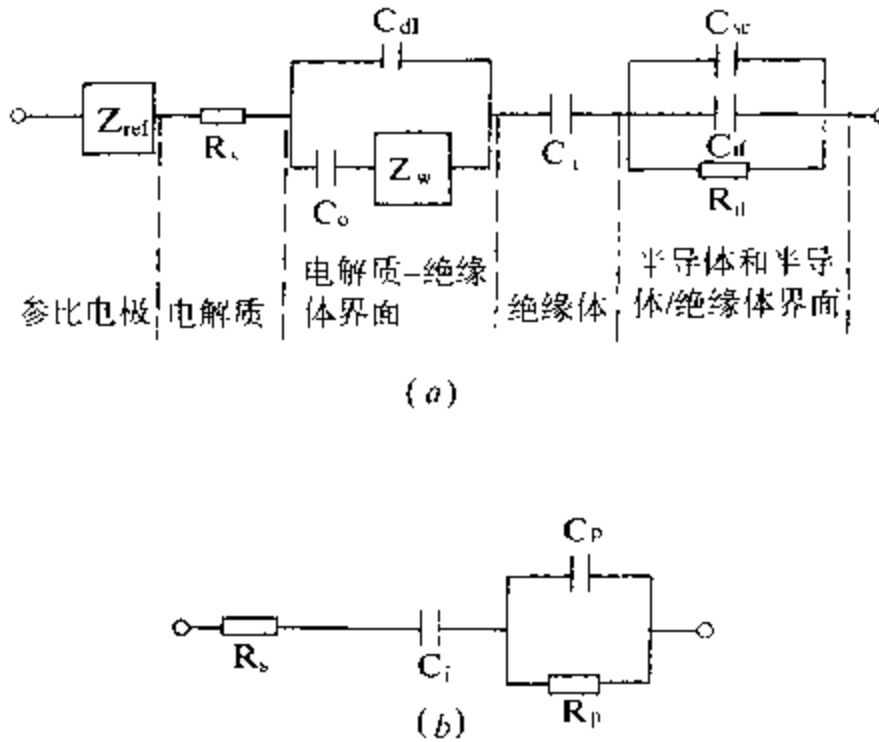 C_dl
C_sc
Z_ref
R_s
C_o
Z_w
C_i
C_if
R_if
参比电极
电解质
电解质-绝缘体界面
绝缘体
半导体和半导体/绝缘体界面
(a)
C_p
R_s
C_i
R_p
(b)